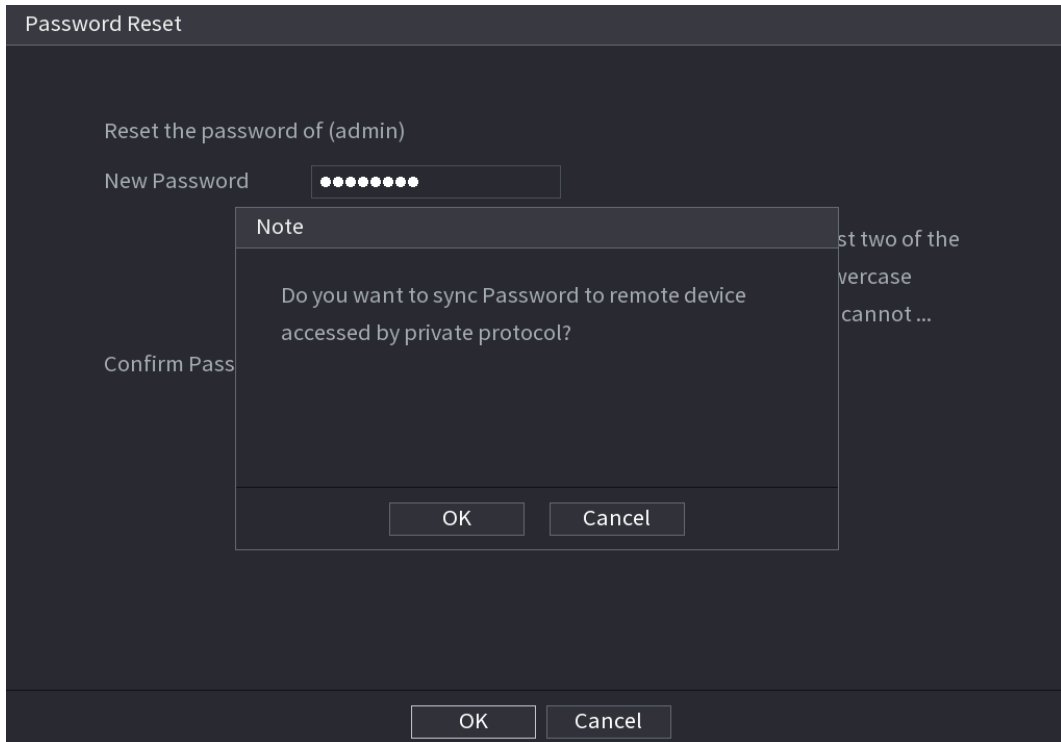 Password Reset
Reset the password of (admin)
New Password
Note
st two of the
Do you want to sync Password to remote device
accessed by private protocol?
cannot ...
Confirm Pass
OK Cancel
OK Cancel